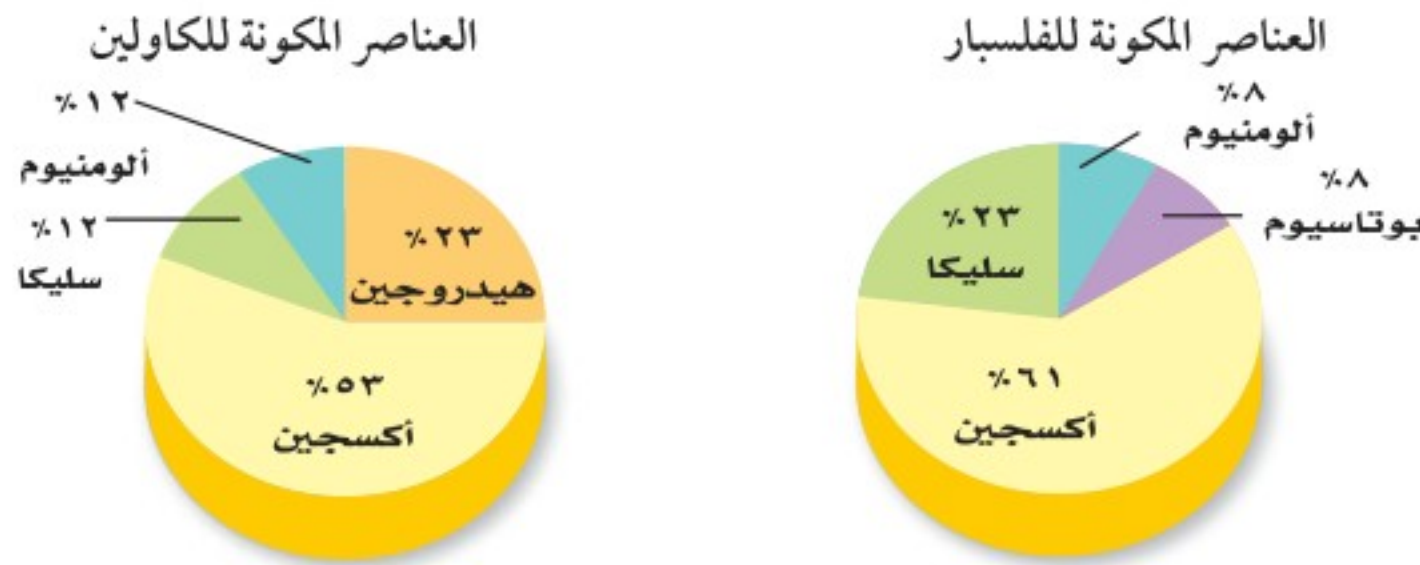 العناصر المكونة للفلسبار
٨٪
ألومنيوم
٨٪
بوتاسيوم
٢٣٪
سليكا
٦١٪
أكسجين
العناصر المكونة للكاولين
١٢٪
ألومنيوم
١٢٪
سليكا
٢٣٪
هيدروجين
٥٣٪
أكسجين